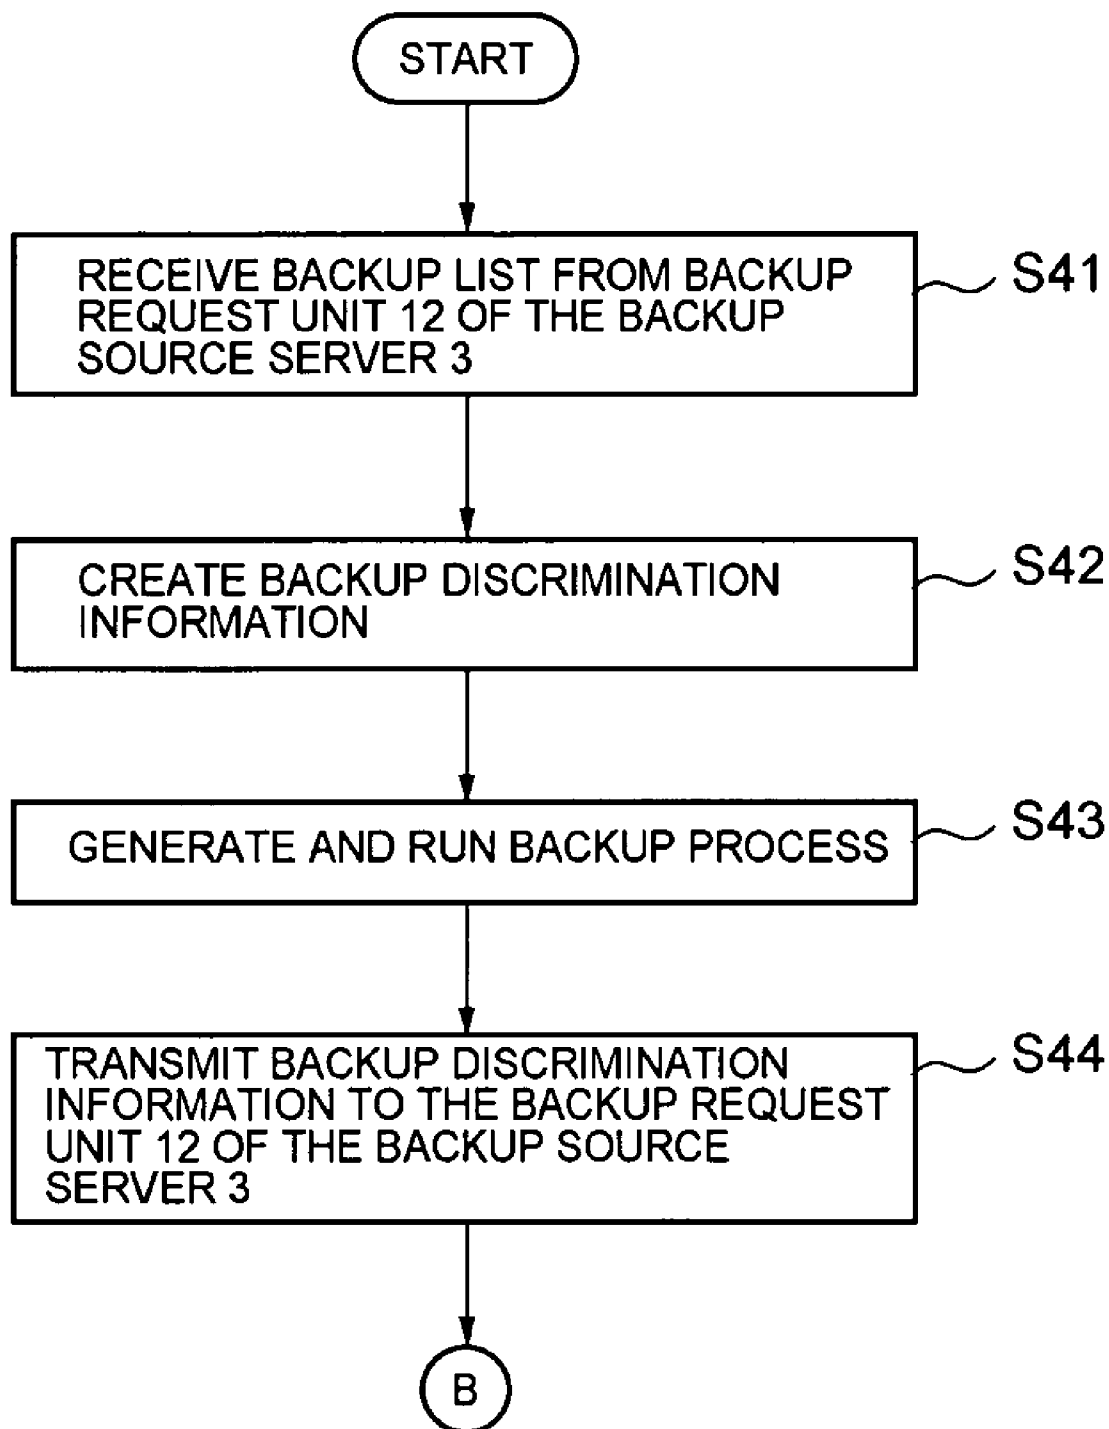 START
RECEIVE BACKUP LIST FROM BACKUP
REQUEST UNIT 12 OF THE BACKUP
SOURCE SERVER 3
S41
CREATE BACKUP DISCRIMINATION
INFORMATION
S42
GENERATE AND RUN BACKUP PROCESS
S43
TRANSMIT BACKUP DISCRIMINATION
INFORMATION TO THE BACKUP REQUEST
UNIT 12 OF THE BACKUP SOURCE
SERVER 3
S44
B